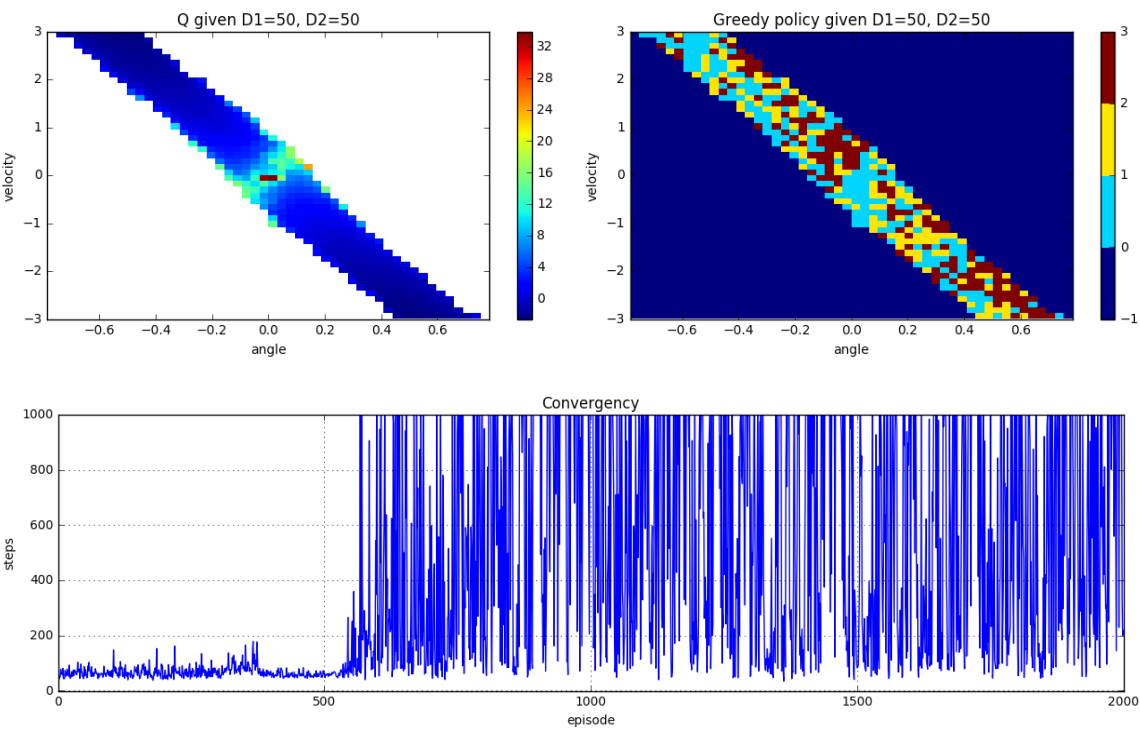 Q given D1=50, D2=50
3
2
1
0
−1
−2
−3
velocity
−0.6 −0.4 −0.2 0.0 0.2 0.4 0.6
angle
32
28
24
20
16
12
8
4
0
Greedy policy given D1=50, D2=50
3
2
1
0
−1
−2
−3
velocity
−0.6 −0.4 −0.2 0.0 0.2 0.4 0.6
angle
3
2
1
0
−1
Convergency
1000
800
600
400
200
0
steps
0 500 1000 1500 2000
episode